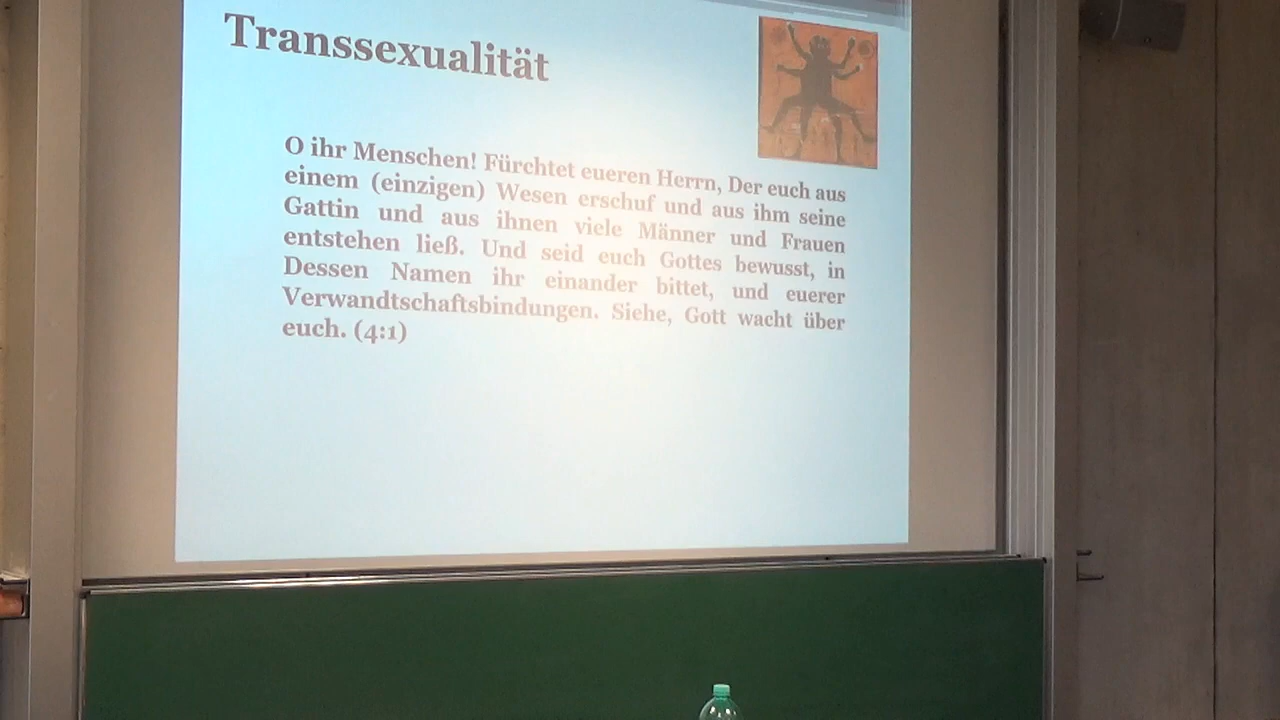 Transsexualität
O ihr Menschen! Fürchtet eueren Herrn, Der euch aus
einem (einzigen) Wesen erschuf und aus ihm seine
Gattin und aus ihnen viele Männer und Frauen
entstehen ließ. Und seid euch Gottes bewusst, in
Dessen Namen ihr einander bittet, und euerer
Verwandtschaftsbindungen. Siehe, Gott wacht über
euch. (4:1)